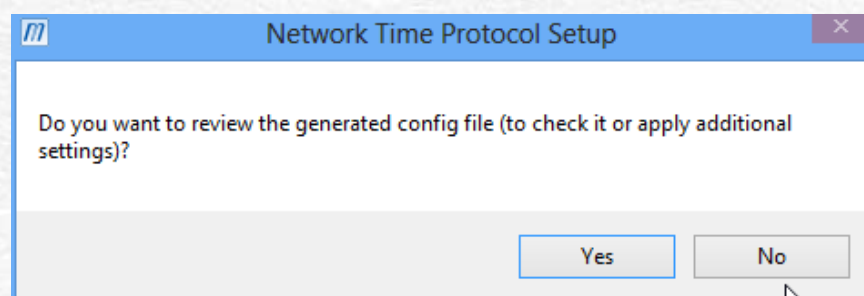 Network Time Protocol Setup
Do you want to review the generated config file (to check it or apply additional
settings)?
Yes No